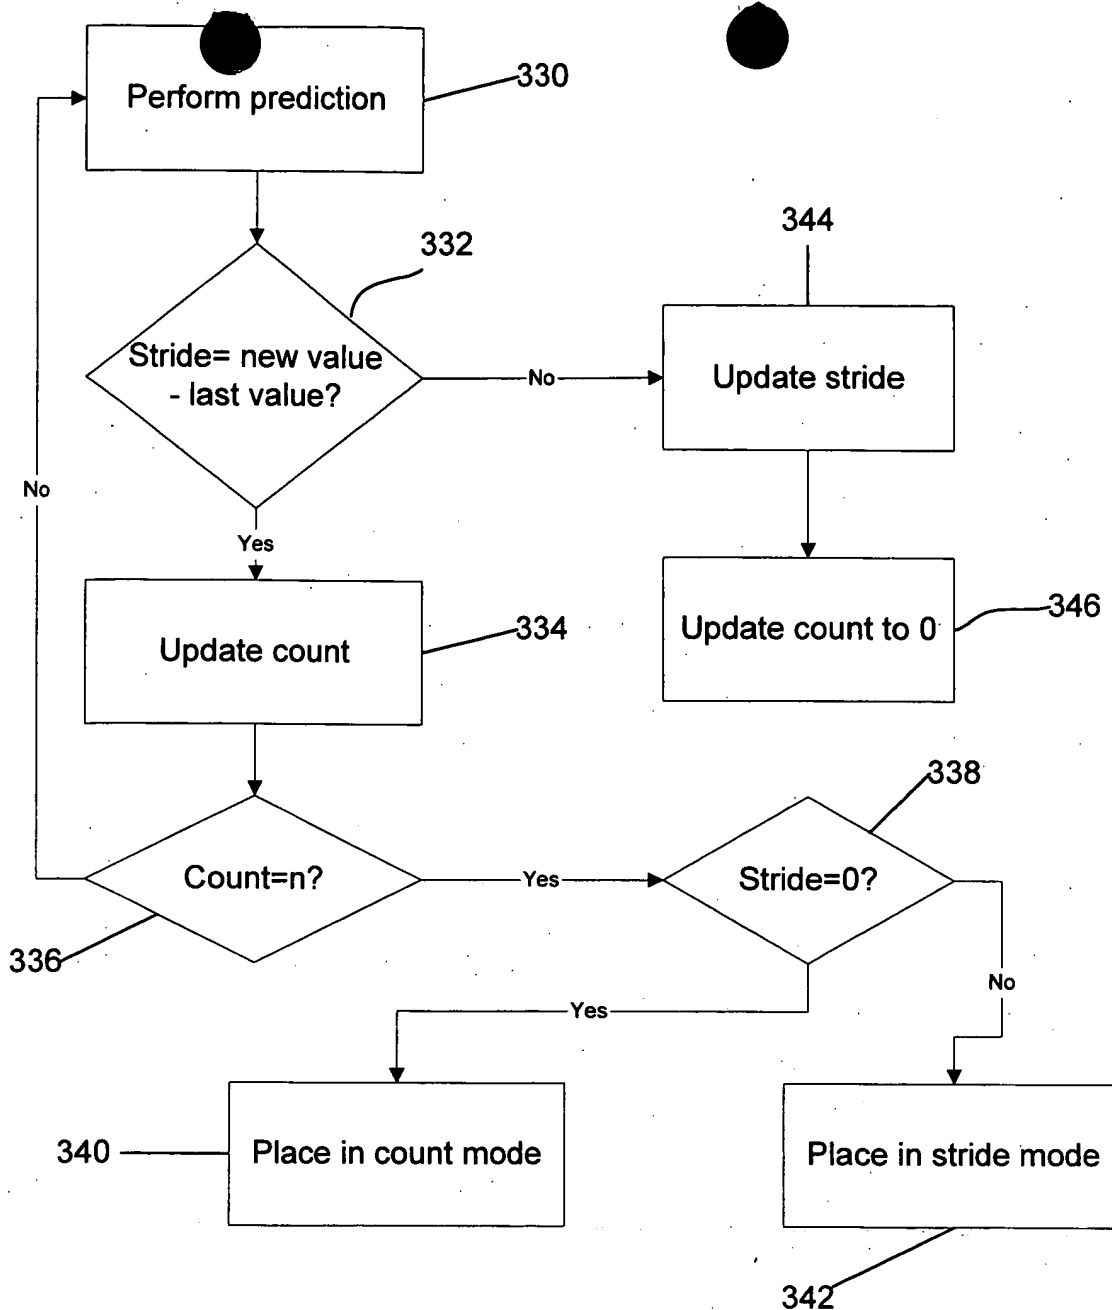 Perform prediction
330
332
344
Stride= new value
- last value?
No
Update stride
No
Yes
Update count
334
Update count to 0
346
338
Count=n?
Yes
Stride=0?
336
No
Yes
340
Place in count mode
Place in stride mode
342